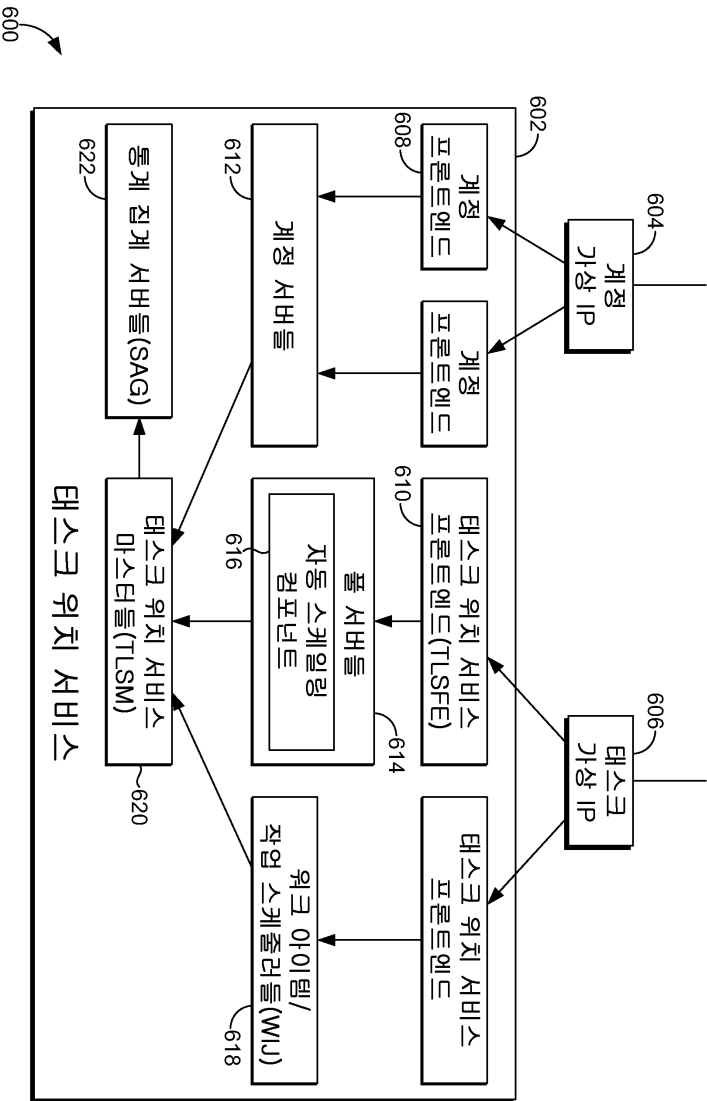 600
602
604
계정
가상 IP
606
태스크
가상 IP
608
계정
프론트엔드
계정
프론트엔드
610
태스크 위치 서비스
프론트엔드(TLSFE)
태스크 위치 서비스
프론트엔드
612
계정 서버들
614
풀 서버들
616
자동 스케일링
컴포넌트
워크 아이템/
작업 스케줄러들(WIJ)
618
622
통계 집계 서버들(SAG)
태스크 위치 서비스
마스터들(TLSM)
620
태스크 위치 서비스